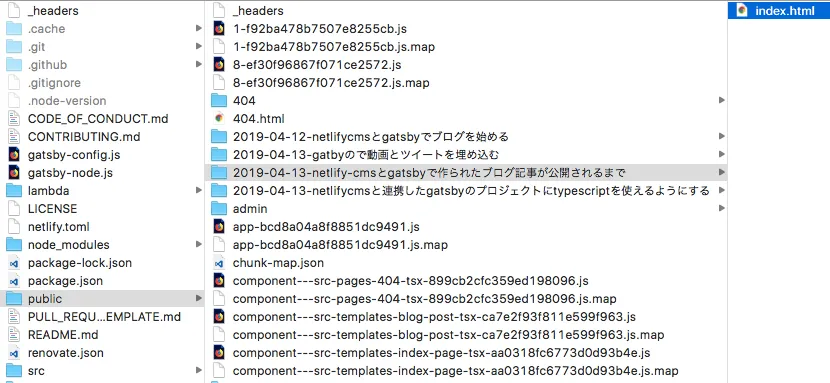 _headers
.cache
.git
.github
.gitignore
.node-version
CODE_OF_CONDUCT.md
CONTRIBUTING.md
gatsby-config.js
gatsby-node.js
lambda
LICENSE
netlify.toml
node_modules
package-lock.json
package.json
public
PULL_REQU...EMPLATE.md
README.md
renovate.json
src
_headers
1-f92ba478b7507e8255cb.js
1-f92ba478b7507e8255cb.js.map
8-ef30f96867f071ce2572.js
8-ef30f96867f071ce2572.js.map
404
404.html
2019-04-12-netlifycmsとgatsbyでブログを始める
2019-04-13-gatbyので動画とツイートを埋め込む
2019-04-13-netlify-cmsとgatsbyで作られたブログ記事が公開されるまで
2019-04-13-netlifycmsと連携したgatsbyのプロジェクトにtypescriptを使えるようにする
admin
app-bcd8a04a8f8851dc9491.js
app-bcd8a04a8f8851dc9491.js.map
chunk-map.json
component---src-pages-404-tsx-899cb2cfc359ed198096.js
component---src-pages-404-tsx-899cb2cfc359ed198096.js.map
component---src-templates-blog-post-tsx-ca7e2f93f811e599f963.js
component---src-templates-blog-post-tsx-ca7e2f93f811e599f963.js.map
component---src-templates-index-page-tsx-aa0318fc6773d0d93b4e.js
component---src-templates-index-page-tsx-aa0318fc6773d0d93b4e.js.map
index.html